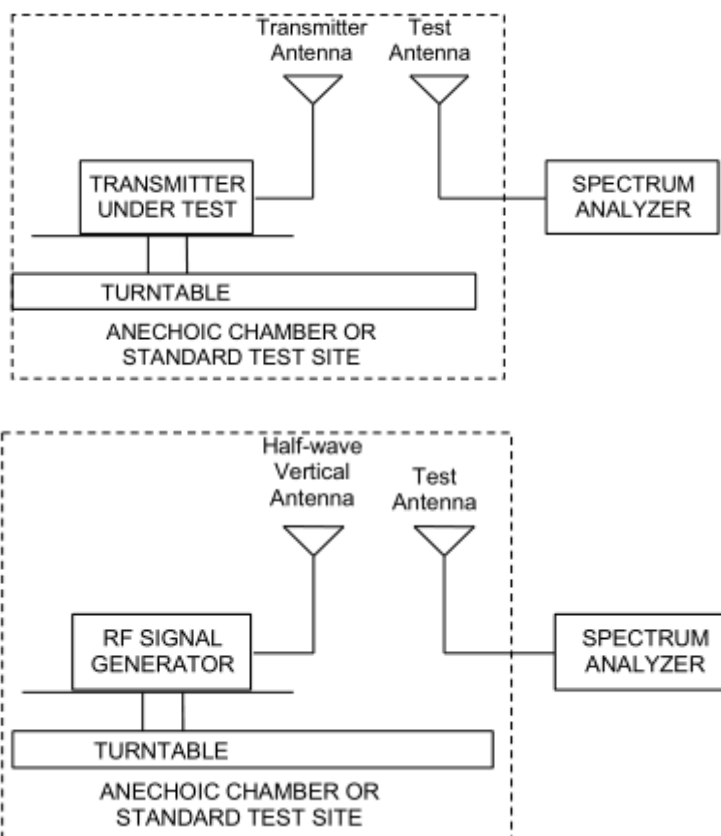 Transmitter
Antenna
Test
Antenna
TRANSMITTER
UNDER TEST
SPECTRUM
ANALYZER
TURNTABLE
ANECHOIC CHAMBER OR
STANDARD TEST SITE
Half-wave
Vertical
Antenna
Test
Antenna
RF SIGNAL
GENERATOR
SPECTRUM
ANALYZER
TURNTABLE
ANECHOIC CHAMBER OR
STANDARD TEST SITE